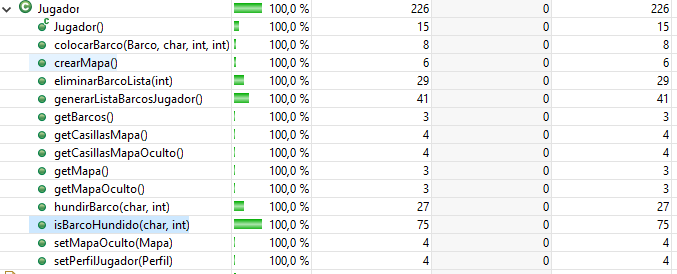 Jugador 100,0 % 226 0 226
Jugador() 100,0 % 15 0 15
colocarBarco(Barco, char, int, int) 100,0 % 8 0 8
crearMapa() 100,0 % 6 0 6
eliminarBarcoLista(int) 100,0 % 29 0 29
generarListaBarcosJugador() 100,0 % 41 0 41
getBarcos() 100,0 % 3 0 3
getCasillasMapa() 100,0 % 4 0 4
getCasillasMapaOculto() 100,0 % 4 0 4
getMapa() 100,0 % 3 0 3
getMapaOculto() 100,0 % 3 0 3
hundirBarco(char, int) 100,0 % 27 0 27
isBarcoHundido(char, int) 100,0 % 75 0 75
setMapaOculto(Mapa) 100,0 % 4 0 4
setPerfilJugador(Perfil) 100,0 % 4 0 4